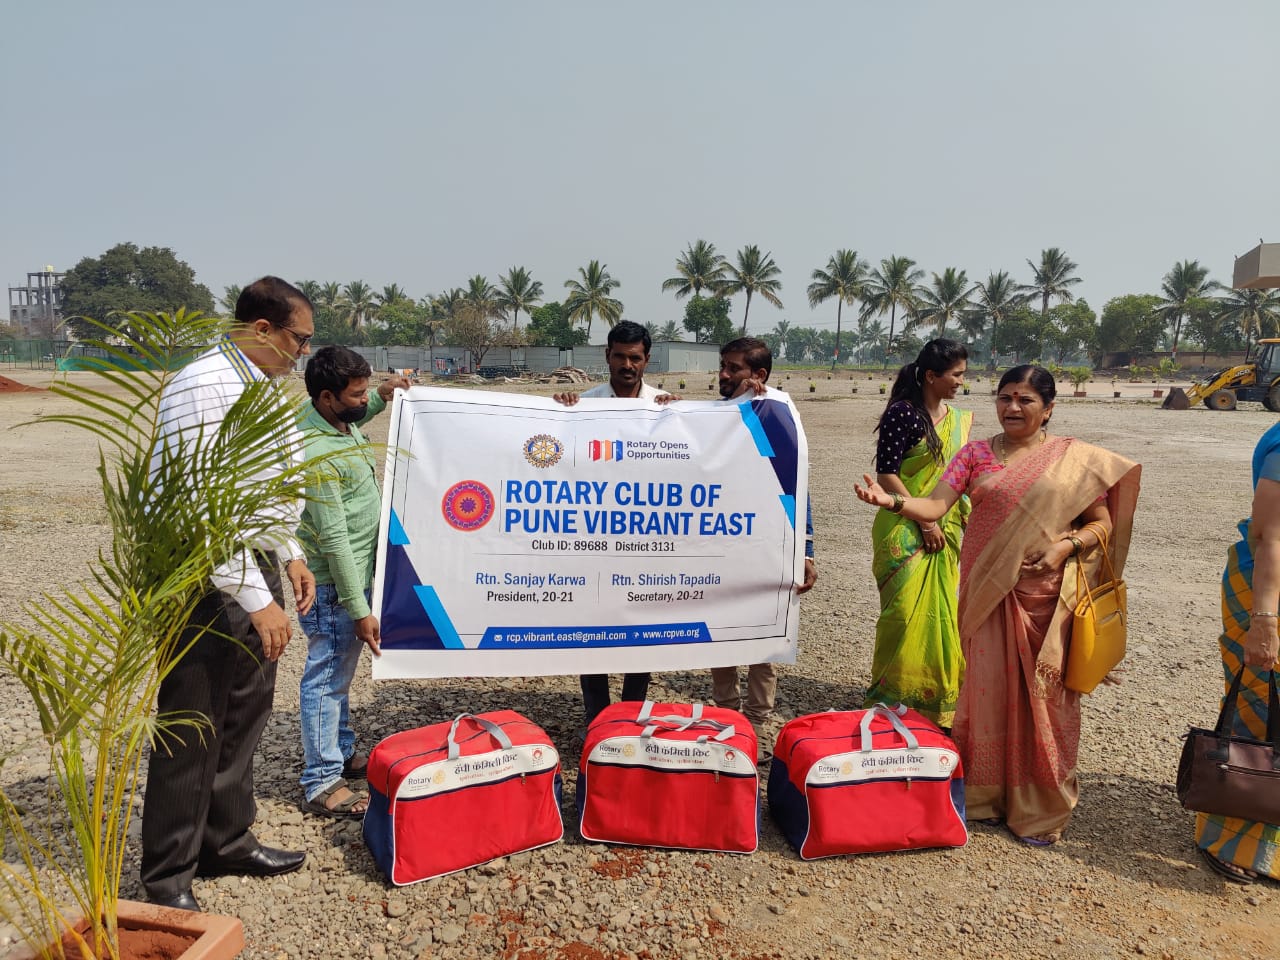 Rotary Opens
Opportunities
ROTARY CLUB OF
PUNE VIBRANT EAST
Club ID: 89688 District 3131
Rtn. Sanjay Karwa
President, 20-21
Rtn. Shirish Tapadia
Secretary, 20-21
rcp.vibrant.east@gmail.com
www.rcpve.org
Rotary
हॅपी फॅमिली किट
Rotary
हॅपी फॅमिली किट
Rotary
हॅपी फॅमिली किट